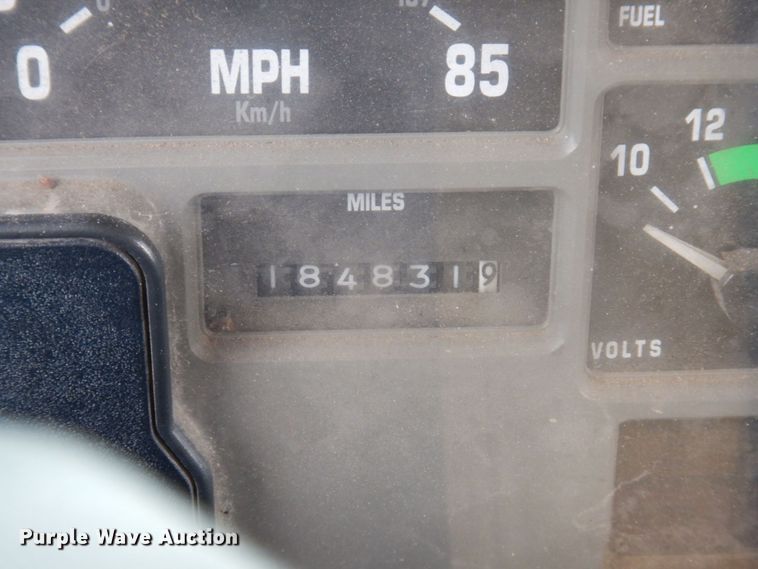 0 MPH 85
Km/h
FUEL
10 12
VOLTS
MILES
1848319
Purple Wave Auction